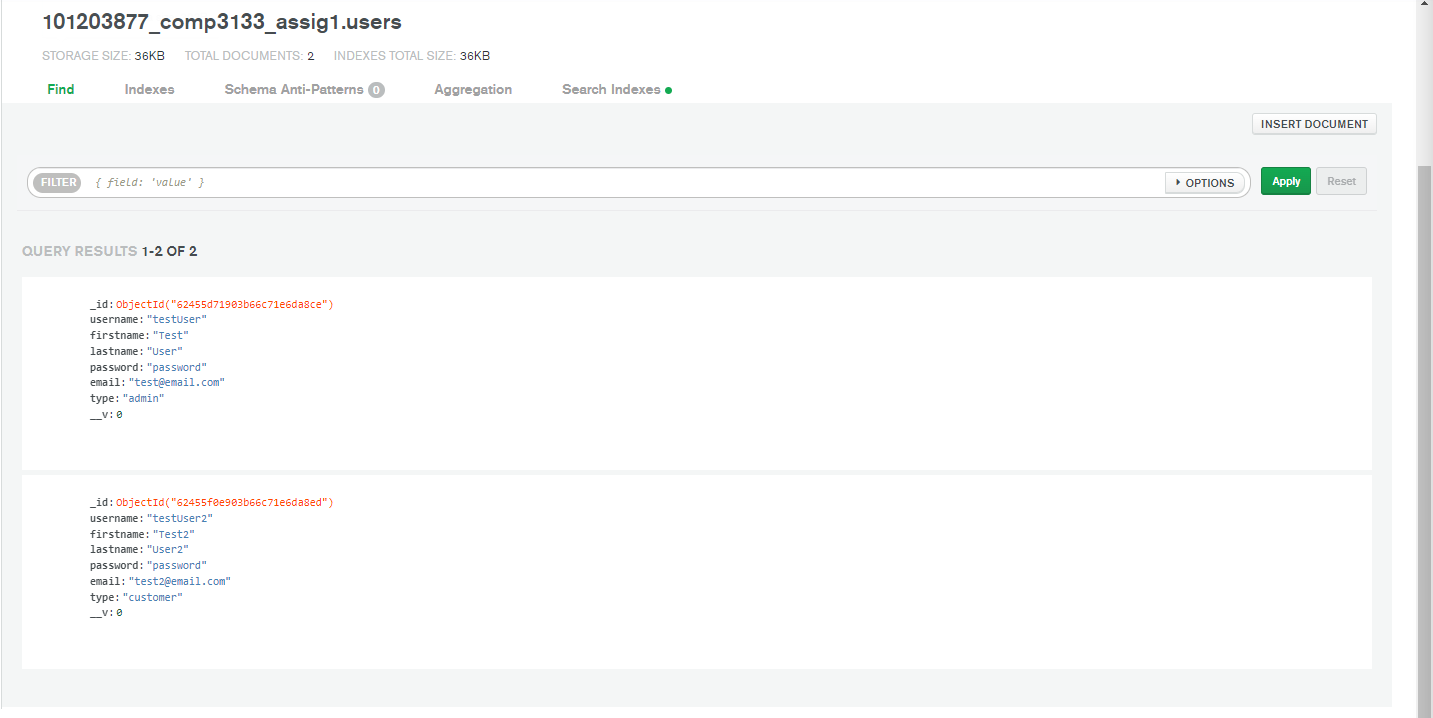 101203877_comp3133_assig1.users
STORAGE SIZE: 36KB TOTAL DOCUMENTS: 2 INDEXES TOTAL SIZE: 36KB
Find Indexes Schema Anti-Patterns 0 Aggregation Search Indexes
INSERT DOCUMENT
FILTER { field: 'value' } OPTIONS Apply Reset
QUERY RESULTS 1-2 OF 2
_id: ObjectId("62455d71903b66c71e6da8ce")
username: "testUser"
firstname: "Test"
lastname: "User"
password: "password"
email: "test@email.com"
type: "admin"
__v: 0
_id: ObjectId("62455f0e903b66c71e6da8ed")
username: "testUser2"
firstname: "Test2"
lastname: "User2"
password: "password"
email: "test2@email.com"
type: "customer"
__v: 0